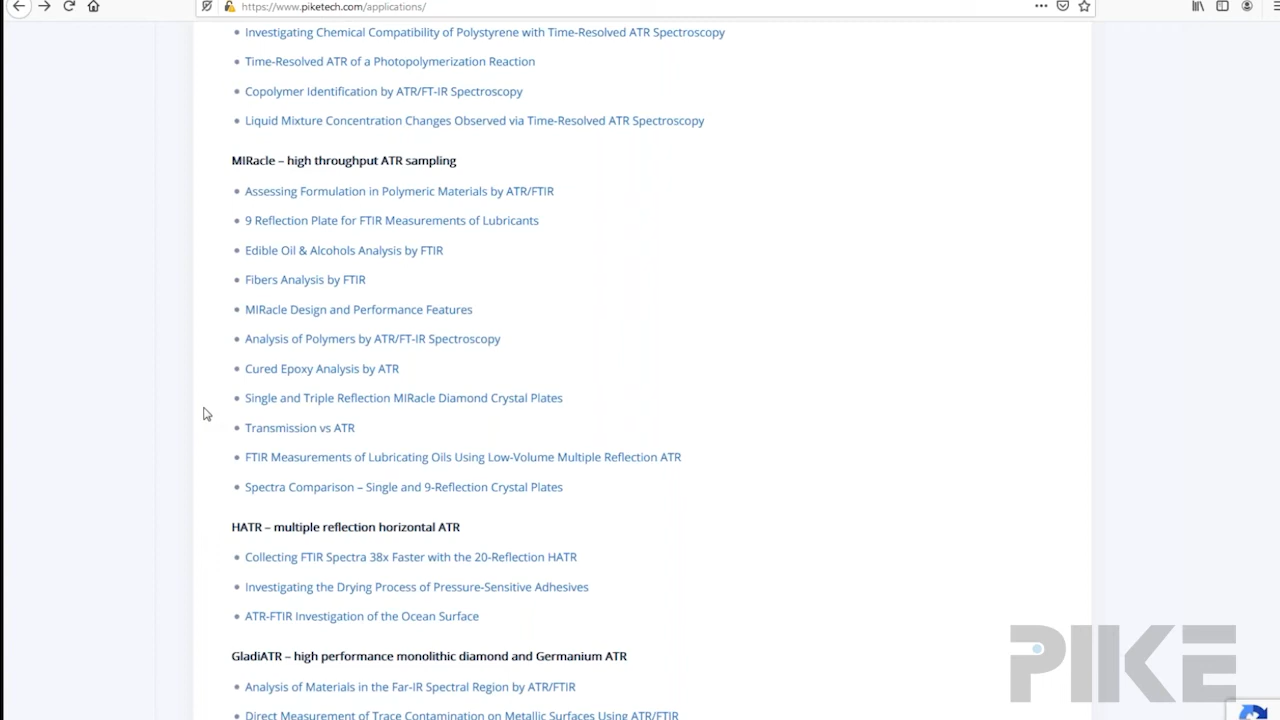 https://www.piketech.com/applications/
Investigating Chemical Compatibility of Polystyrene with Time-Resolved ATR Spectroscopy
Time-Resolved ATR of a Photopolymerization Reaction
Copolymer Identification by ATR/FT-IR Spectroscopy
Liquid Mixture Concentration Changes Observed via Time-Resolved ATR Spectroscopy
MIRacle – high throughput ATR sampling
Assessing Formulation in Polymeric Materials by ATR/FTIR
9 Reflection Plate for FTIR Measurements of Lubricants
Edible Oil & Alcohols Analysis by FTIR
Fibers Analysis by FTIR
MIRacle Design and Performance Features
Analysis of Polymers by ATR/FT-IR Spectroscopy
Cured Epoxy Analysis by ATR
Single and Triple Reflection MIRacle Diamond Crystal Plates
Transmission vs ATR
FTIR Measurements of Lubricating Oils Using Low-Volume Multiple Reflection ATR
Spectra Comparison – Single and 9-Reflection Crystal Plates
HATR – multiple reflection horizontal ATR
Collecting FTIR Spectra 38x Faster with the 20-Reflection HATR
Investigating the Drying Process of Pressure-Sensitive Adhesives
ATR-FTIR Investigation of the Ocean Surface
GladiATR – high performance monolithic diamond and Germanium ATR
Analysis of Materials in the Far-IR Spectral Region by ATR/FTIR
Direct Measurement of Trace Contamination on Metallic Surfaces Using ATR/FTIR
PIKE